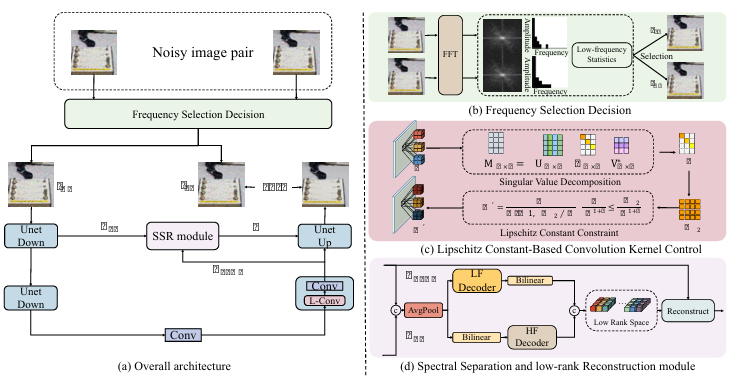 Noisy image pair
Frequency Selection Decision
Unet
Down
SSR module
Unet
Up
Unet
Down
Conv
L-Conv
Conv
(a) Overall architecture
FFT
Amplitude
Frequency
Amplitude
Frequency
Low-frequency
Statistics
Selection
(b) Frequency Selection Decision
M = U V
Singular Value Decomposition
Lipschitz Constant Constraint
(c) Lipschitz Constant-Based Convolution Kernel Control
c
AvgPool
LF
Decoder
Bilinear
Bilinear
HF
Decoder
c
Low Rank Space
Reconstruct
(d) Spectral Separation and low-rank Reconstruction module